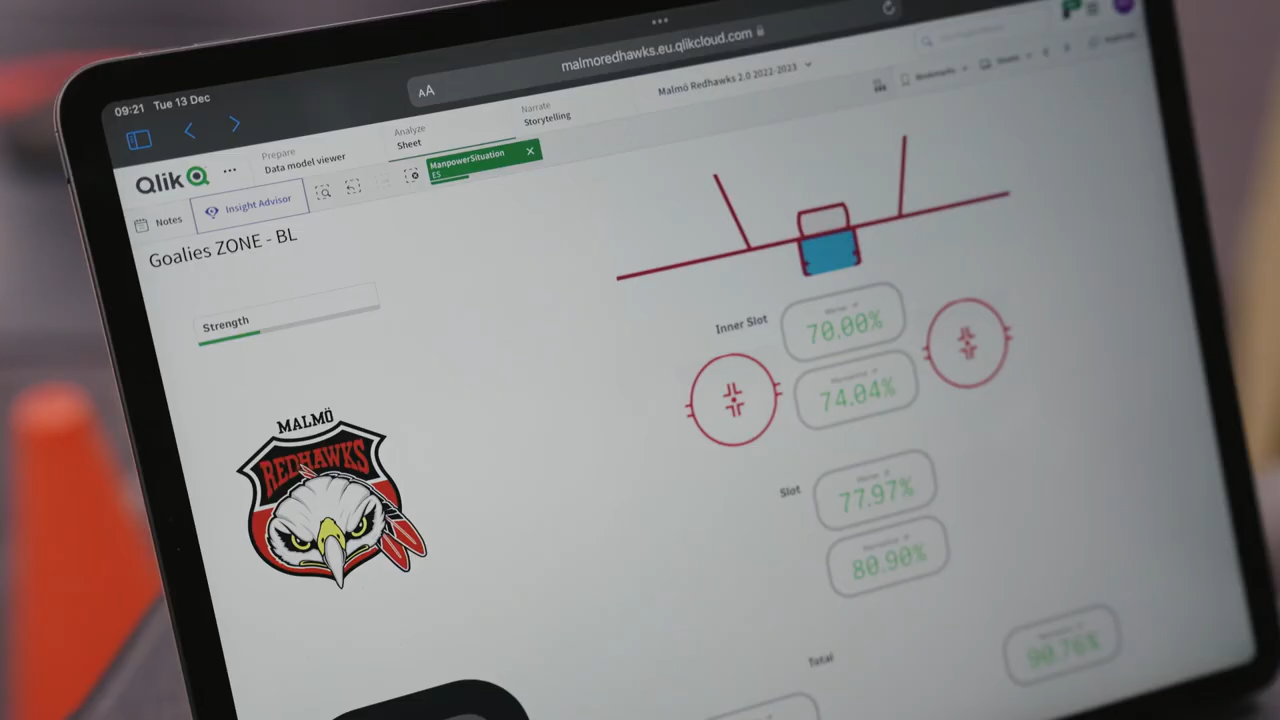 09:21 Tue 13 Dec
AA
malmoredhawks.eu.qlikcloud.com
Qlik
Prepare
Data model viewer
Analyze
Sheet
Narrate
Storytelling
Malmö Redhawks 2.0 2022-2023
Notes
Insight Advisor
ManpowerSituation
ES
Bookmarks
Goalies ZONE - BL
Strength
MALMÖ
REDHAWKS
Inner Slot
70.00%
74.04%
Slot
77.97%
80.90%
Total
90.76%